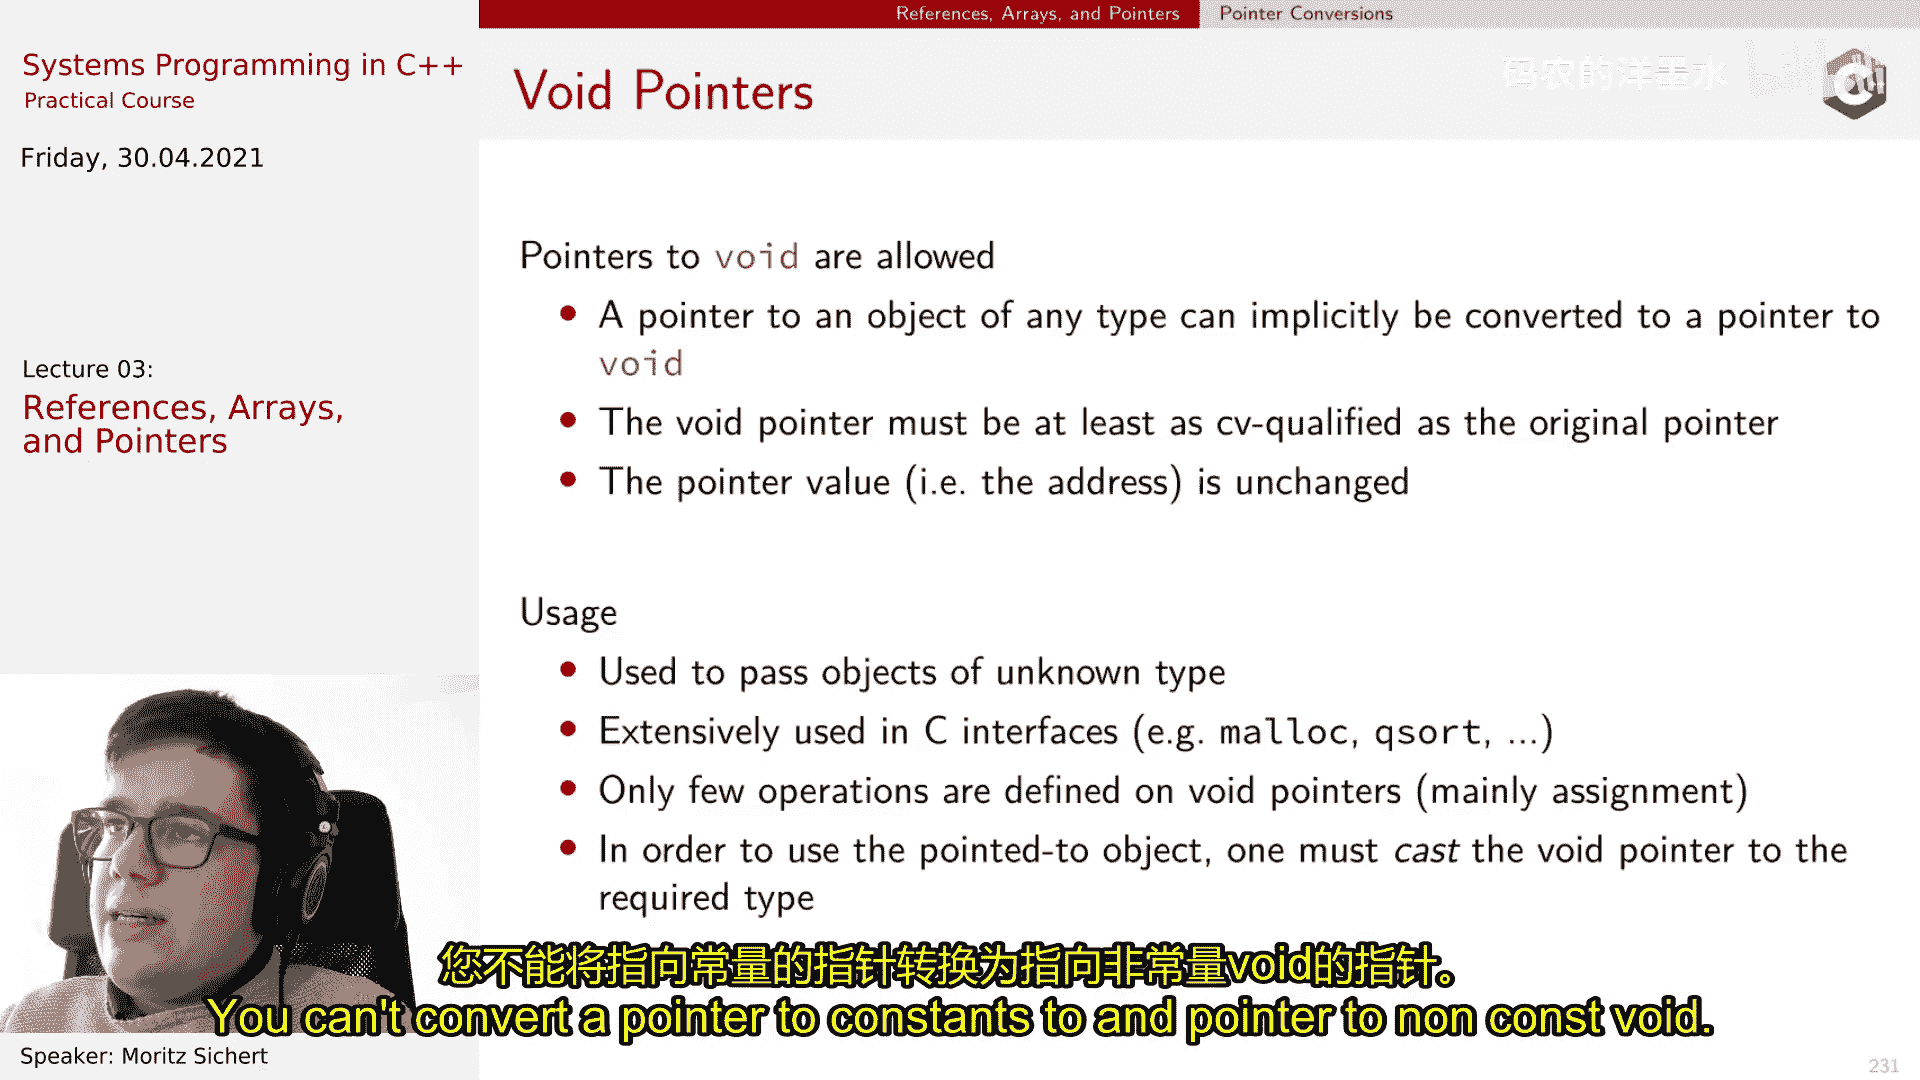 References, Arrays, and Pointers
Pointer Conversions
Systems Programming in C++
Practical Course
Friday, 30.04.2021
Void Pointers
码农的洋墨水
Pointers to void are allowed
• A pointer to an object of any type can implicitly be converted to a pointer to
void
• The void pointer must be at least as cv-qualified as the original pointer
• The pointer value (i.e. the address) is unchanged
Lecture 03:
References, Arrays,
and Pointers
Usage
• Used to pass objects of unknown type
• Extensively used in C interfaces (e.g. malloc, qsort, ...)
• Only few operations are defined on void pointers (mainly assignment)
• In order to use the pointed-to object, one must cast the void pointer to the
required type
您不能将指向常量的指针转换为指向非常量void的指针。
You can't convert a pointer to constants to and pointer to non const void.
Speaker: Moritz Sichert
231